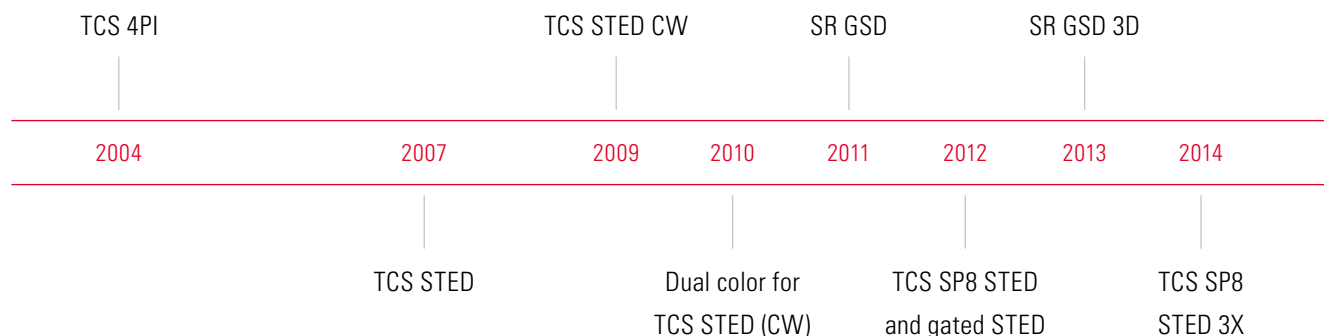 TCS 4PI
TCS STED CW
SR GSD
SR GSD 3D
2004
2007
2009
2010
2011
2012
2013
2014
TCS STED
Dual color for
TCS STED (CW)
TCS SP8 STED
and gated STED
TCS SP8
STED 3X